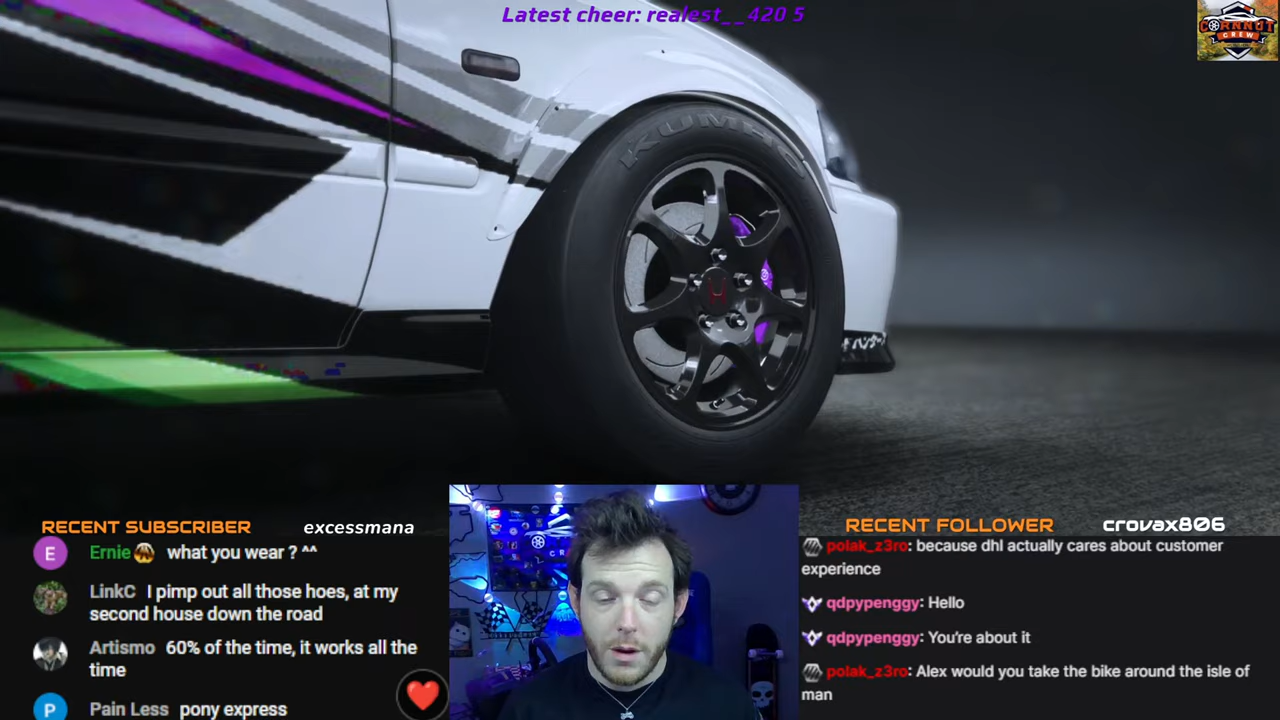 Latest cheer: realest__420 5
CORNNUT
CREW
KUMHO
RECENT SUBSCRIBER excessmana
E Ernie what you wear ? ^^
LinkC I pimp out all those hoes, at my
second house down the road
Artismo 60% of the time, it works all the
time
P Pain Less pony express
RECENT FOLLOWER crovax806
polak_z3ro: because dhl actually cares about customer
experience
qdpypenggy: Hello
qdpypenggy: You're about it
polak_z3ro: Alex would you take the bike around the isle of
man